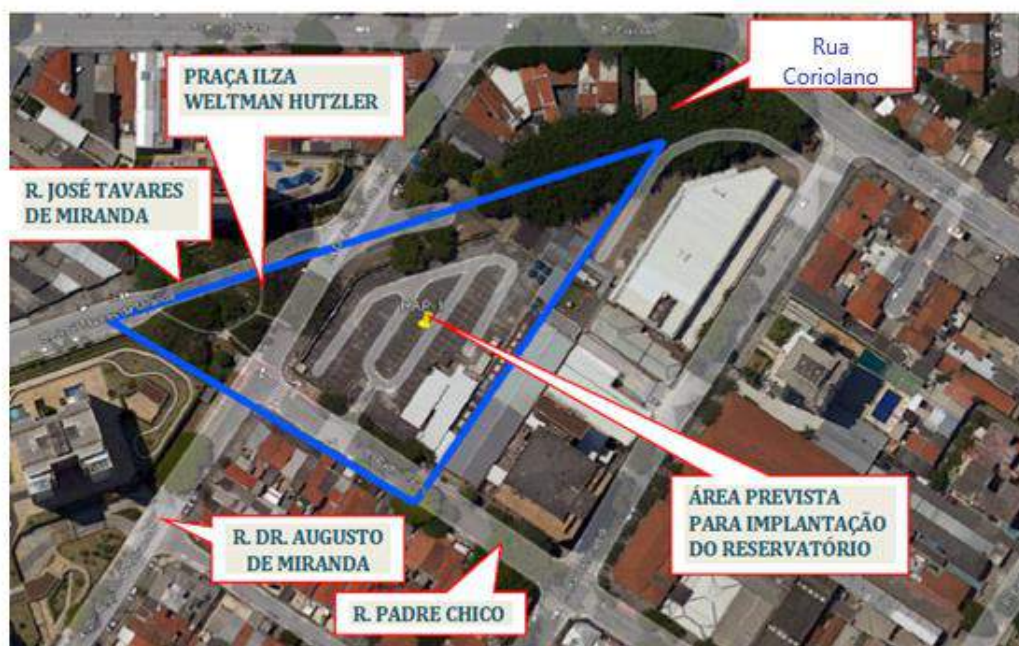 Rua
Coriolano
PRAÇA ILZA
WELTMAN HUTZLER
R. JOSÉ TAVARES
DE MIRANDA
ÁREA PREVISTA
PARA IMPLANTAÇÃO
DO RESERVATÓRIO
R. DR. AUGUSTO
DE MIRANDA
R. PADRE CHICO